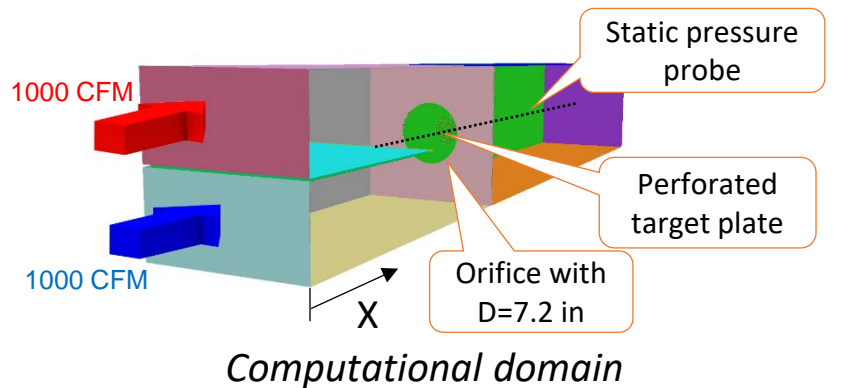 Static pressure
probe
1000 CFM
Perforated
target plate
1000 CFM
Orifice with
D=7.2 in
X
Computational domain